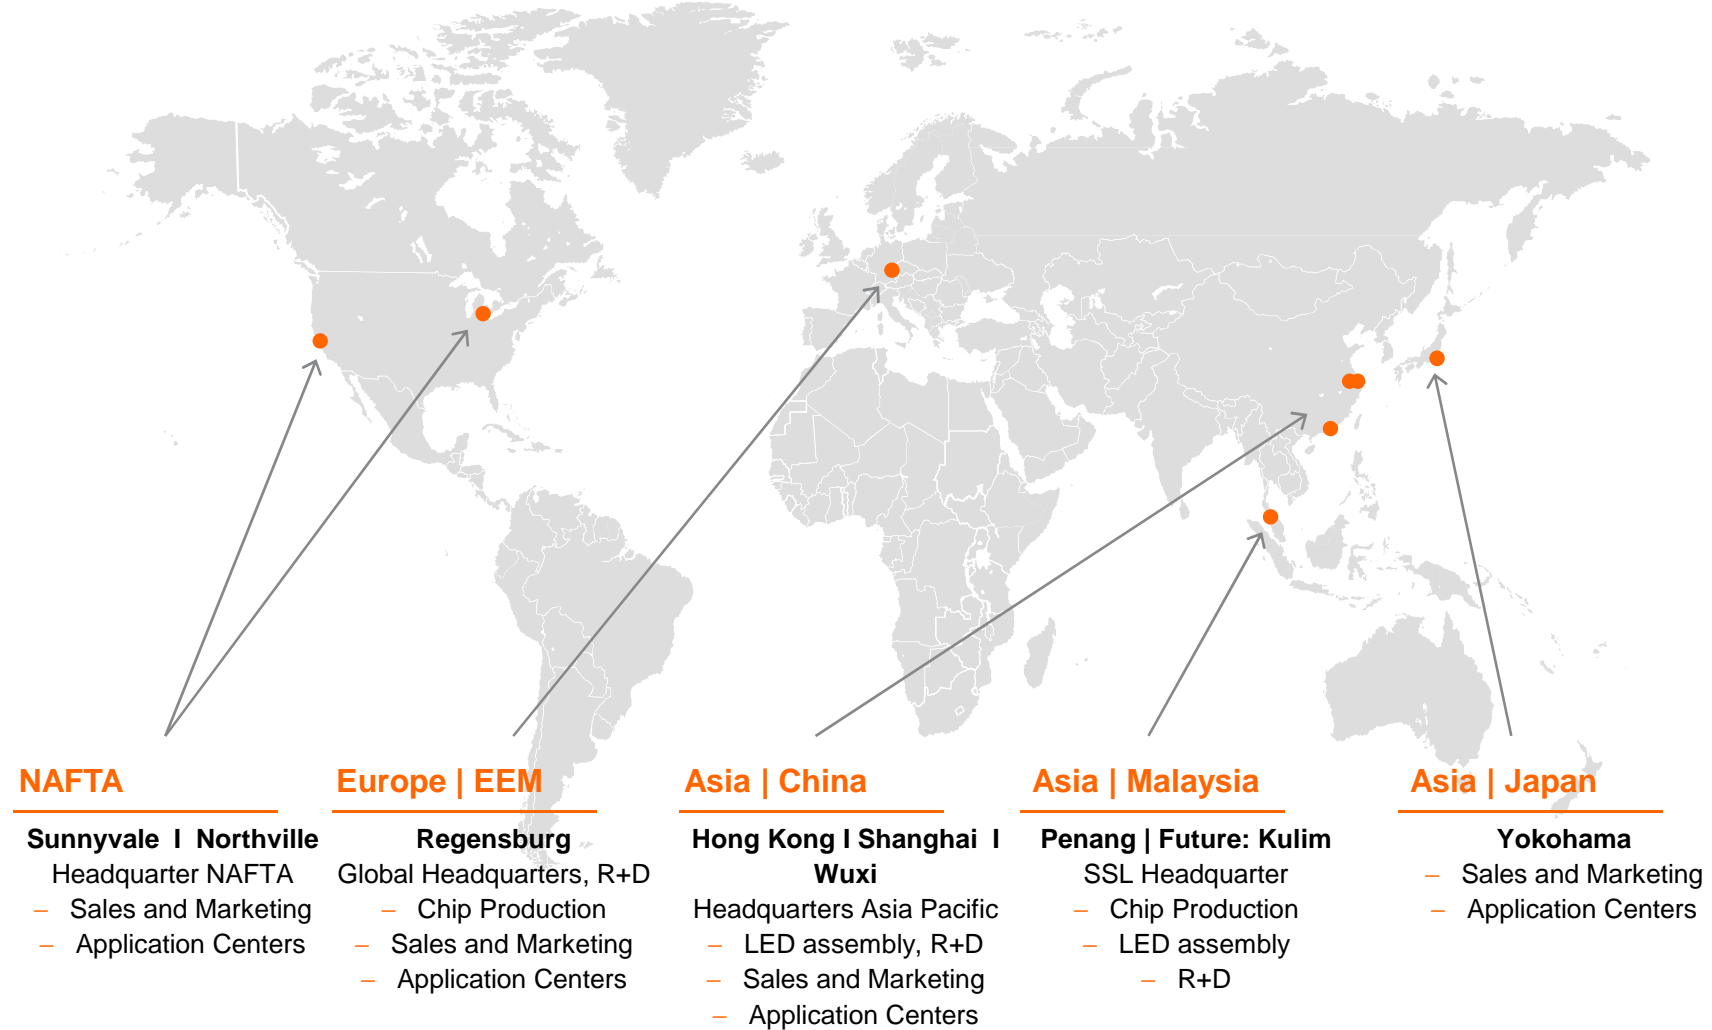 NAFTA
Sunnyvale I Northville
Headquarter NAFTA
– Sales and Marketing
– Application Centers
Europe | EEM
Regensburg
Global Headquarters, R+D
– Chip Production
– Sales and Marketing
– Application Centers
Asia | China
Hong Kong I Shanghai I
Wuxi
Headquarters Asia Pacific
– LED assembly, R+D
– Sales and Marketing
– Application Centers
Asia | Malaysia
Penang | Future: Kulim
SSL Headquarter
– Chip Production
– LED assembly
– R+D
Asia | Japan
Yokohama
– Sales and Marketing
– Application Centers